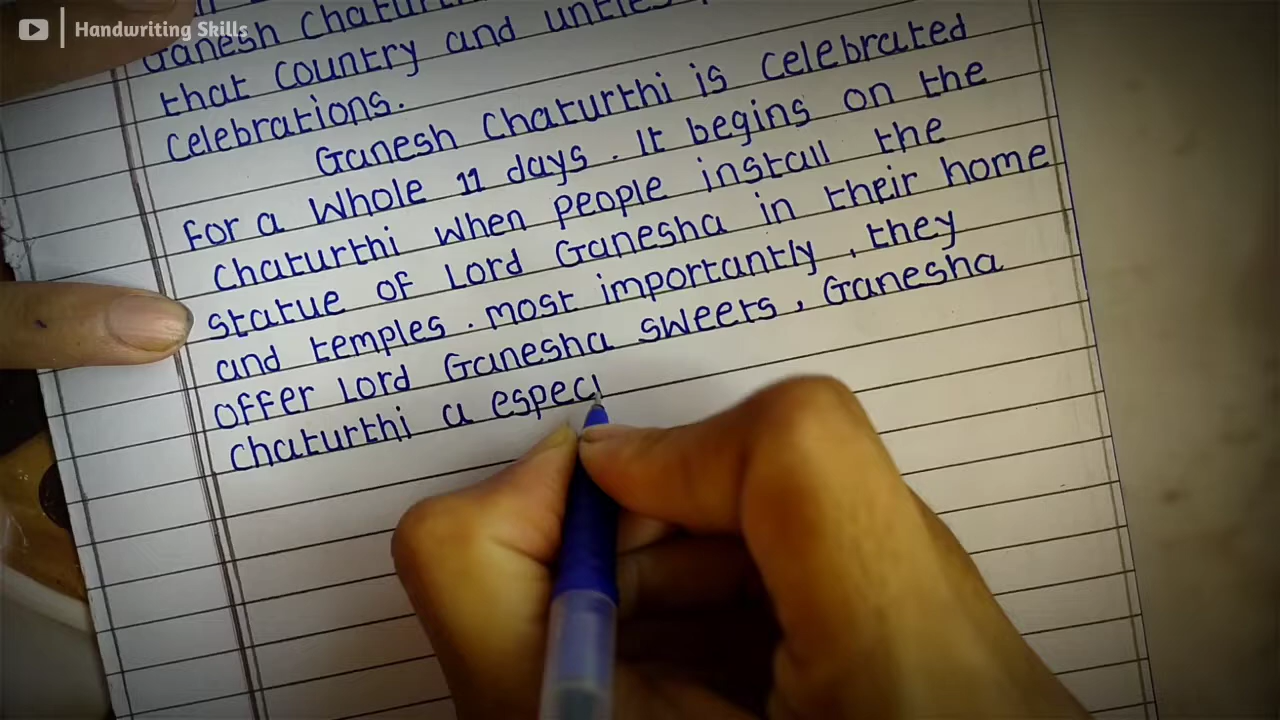 Handwriting Skills
Ganesh Chaturthi
that country and unties
celebrations.
Ganesh Chaturthi is celebrated
for a whole 11 days. It begins on the
chaturthi when people install the
statue of Lord Ganesha in their home
and temples. most importantly, they
offer Lord Ganesha sweets, Ganesha
chaturthi a especi